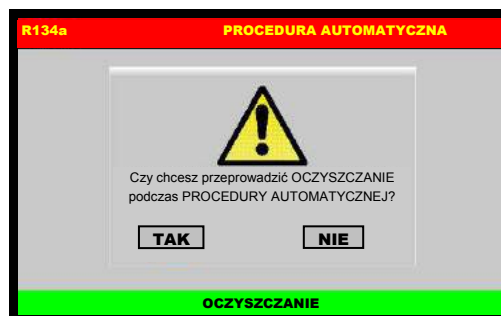 R134a PROCEDURA AUTOMATYCZNA
Czy chcesz przeprowadzić OCZYSZCZANIE
podczas PROCEDURY AUTOMATYCZNEJ?
TAK NIE
OCZYSZCZANIE